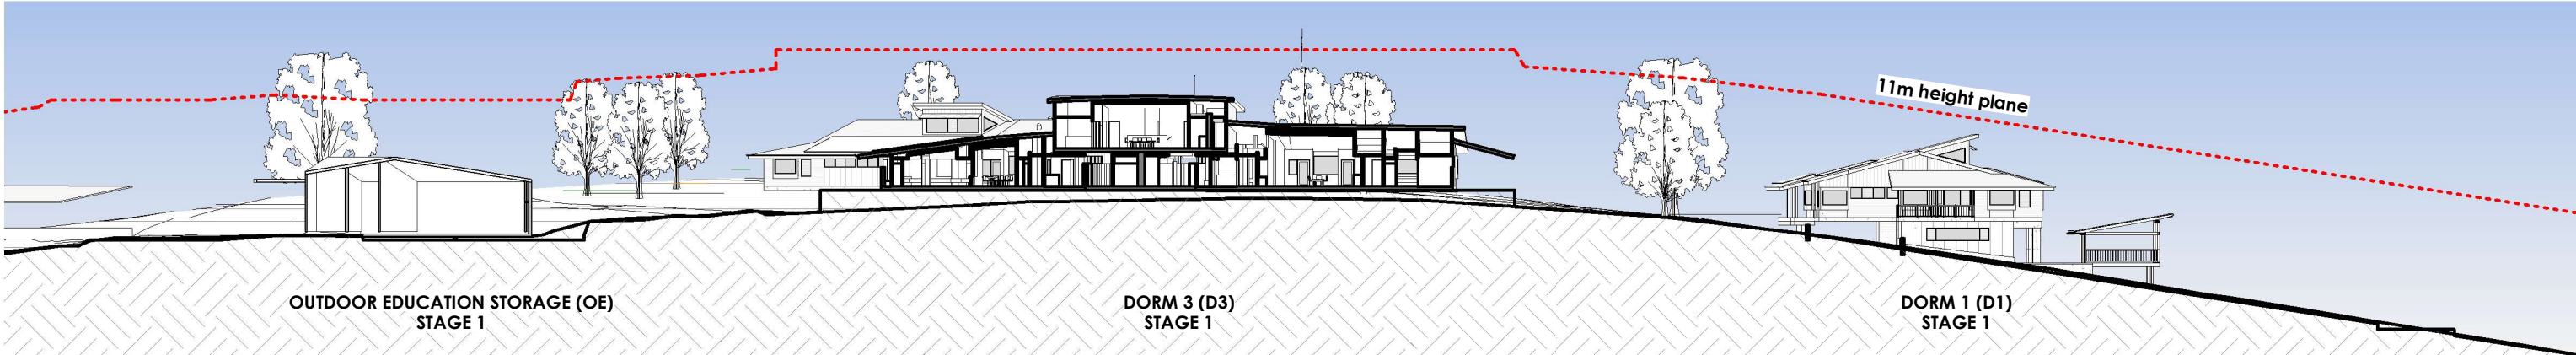 11m height plane
OUTDOOR EDUCATION STORAGE (OE)
STAGE 1
DORM 3 (D3)
STAGE 1
DORM 1 (D1)
STAGE 1